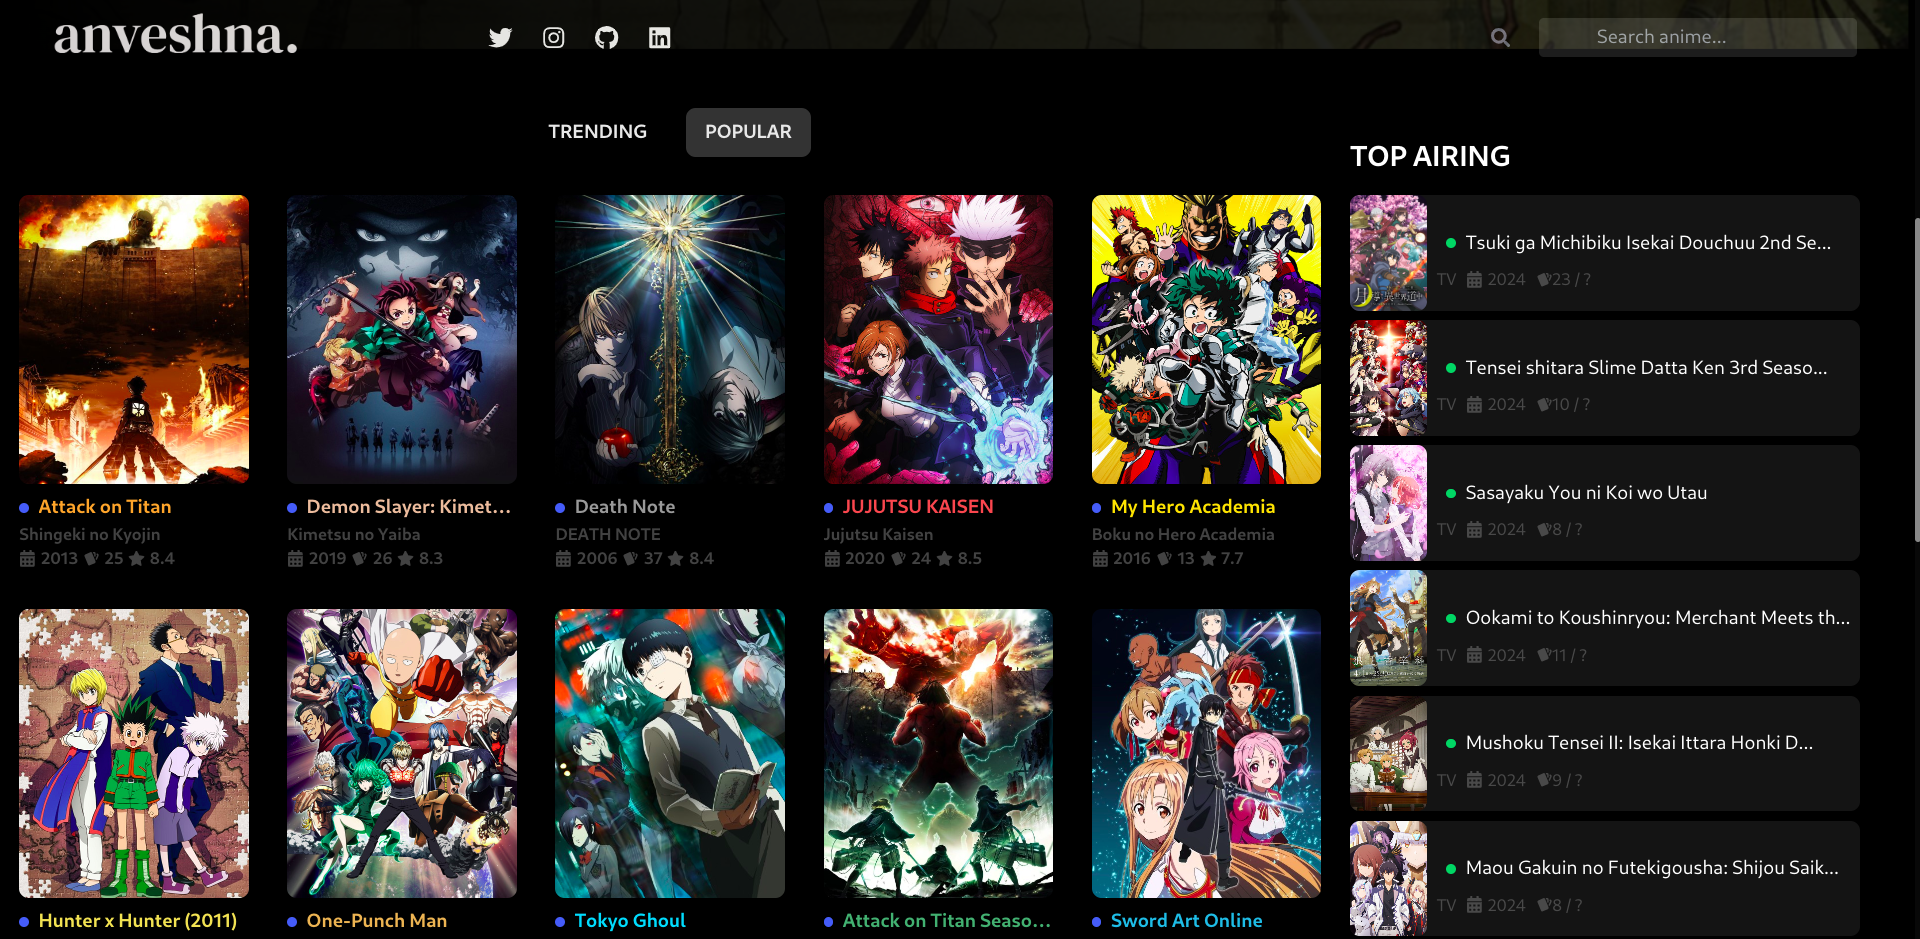 anveshna.
Search anime...
TRENDING
POPULAR
Attack on Titan
Shingeki no Kyojin
2013 25 8.4
Demon Slayer: Kimet...
Kimetsu no Yaiba
2019 26 8.3
Death Note
DEATH NOTE
2006 37 8.4
JUJUTSU KAISEN
Jujutsu Kaisen
2020 24 8.5
My Hero Academia
Boku no Hero Academia
2016 13 7.7
Hunter x Hunter (2011)
One-Punch Man
Tokyo Ghoul
Attack on Titan Seaso...
Sword Art Online
TOP AIRING
Tsuki ga Michibiku Isekai Douchuu 2nd Se...
TV 2024 23 / ?
Tensei shitara Slime Datta Ken 3rd Seaso...
TV 2024 10 / ?
Sasayaku You ni Koi wo Utau
TV 2024 8 / ?
Ookami to Koushinryou: Merchant Meets th...
TV 2024 11 / ?
Mushoku Tensei II: Isekai Ittara Honki D...
TV 2024 9 / ?
Maou Gakuin no Futekigousha: Shijou Saik...
TV 2024 8 / ?